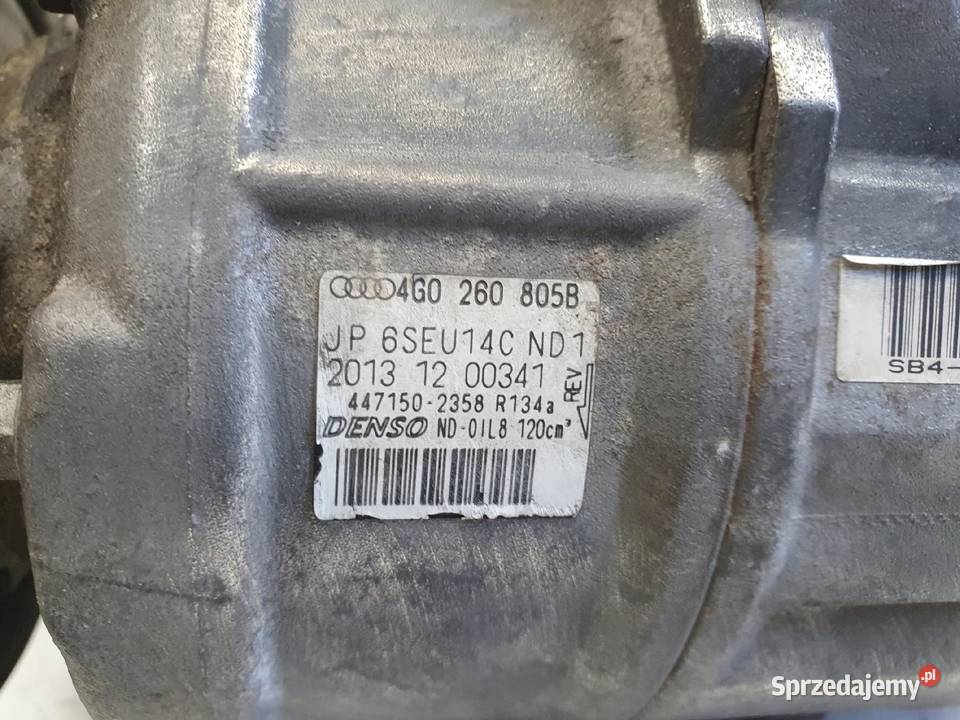 4G0 260 805B
JP 6SEU14C ND1
2013 12 00341
REV
447150-2358 R134a
DENSO ND-OIL8 120cm³
SB4-
Sprzedajemy.pl